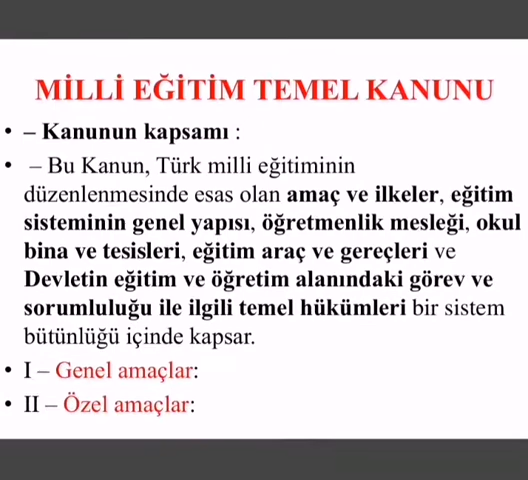 MİLLİ EĞİTİM TEMEL KANUNU
• – Kanunun kapsamı :
• – Bu Kanun, Türk milli eğitiminin
düzenlenmesinde esas olan amaç ve ilkeler, eğitim
sisteminin genel yapısı, öğretmenlik mesleği, okul
bina ve tesisleri, eğitim araç ve gereçleri ve
Devletin eğitim ve öğretim alanındaki görev ve
sorumluluğu ile ilgili temel hükümleri bir sistem
bütünlüğü içinde kapsar.
• I – Genel amaçlar:
• II – Özel amaçlar: